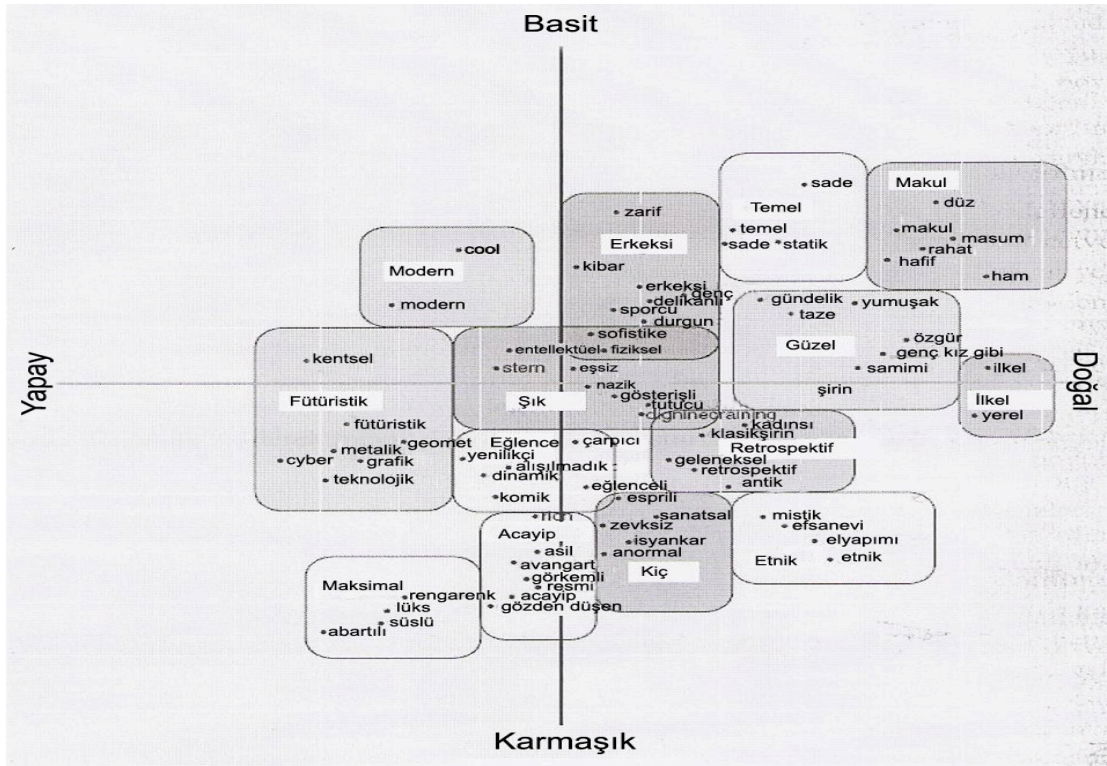 Basit
sade
Makul
Temel
düz
zarif
temel
makul
Erkeksi
sade
statik
masum
cool
rahat
hafif
kibar
Modern
ham
erkeksi
genç
delikanlı
gündelik
yumuşak
modern
sporcu
taze
durgun
sofistike
özgür
Güzel
entellektüel
fiziksel
genç kız gibi
kentsel
stern
eşsiz
samimi
ilkel
Doğal
Yapay
nazik
şirin
gösterişli
Fütüristik
Şık
tutucu
İlkel
yerel
fütüristik
kadınsı
klasikşirin
geomet
Eğlence
çarpıcı
Retrospektif
metalik
yenilikçi
cyber
grafik
alışılmadık
geleneksel
retrospektif
teknolojik
dinamik
eğlenceli
antik
komik
esprili
rich
sanatsal
mistik
zevksiz
efsanevi
Acayip
isyankar
elyapımı
asil
anormal
Etnik
etnik
avangart
Kiç
görkemli
Maksimal
resmi
rengarenk
acayip
lüks
gözden düşen
süslü
abartılı
Karmaşık